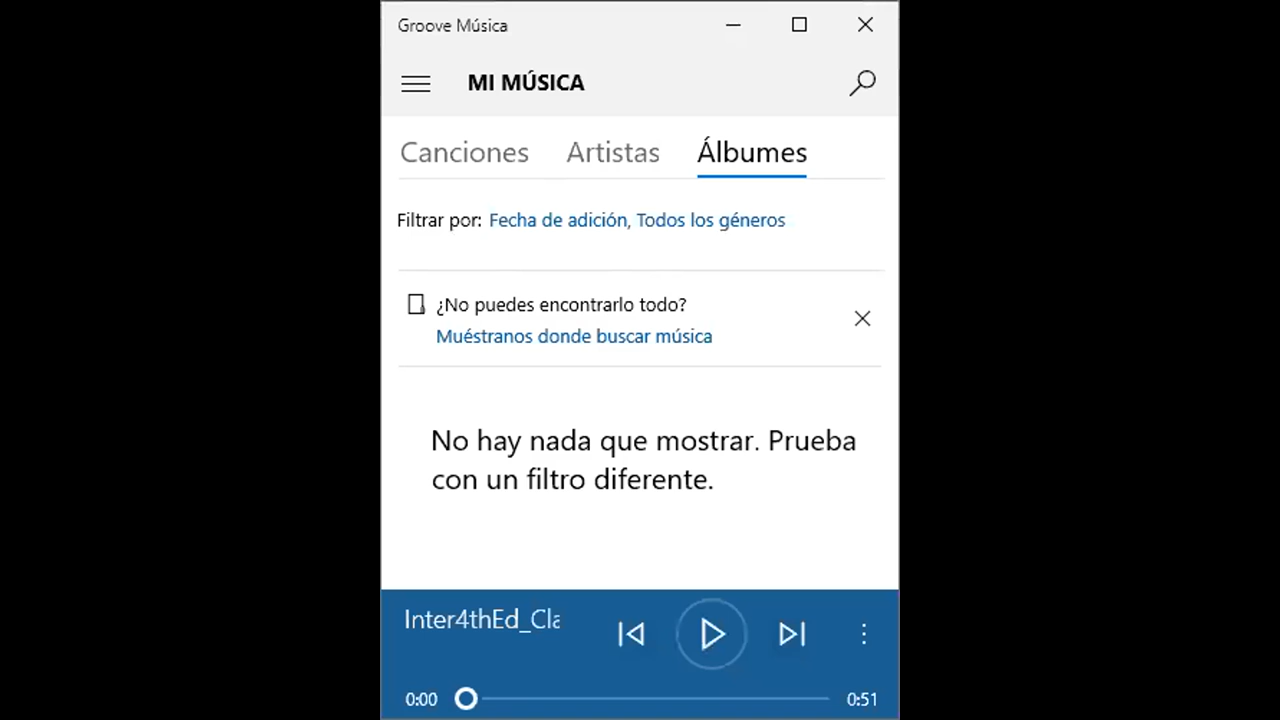 Groove Música
MI MÚSICA
Canciones Artistas Álbumes
Filtrar por: Fecha de adición, Todos los géneros
¿No puedes encontrarlo todo?
Muéstranos donde buscar música
No hay nada que mostrar. Prueba
con un filtro diferente.
Inter4thEd_Cla
0:00 0:51